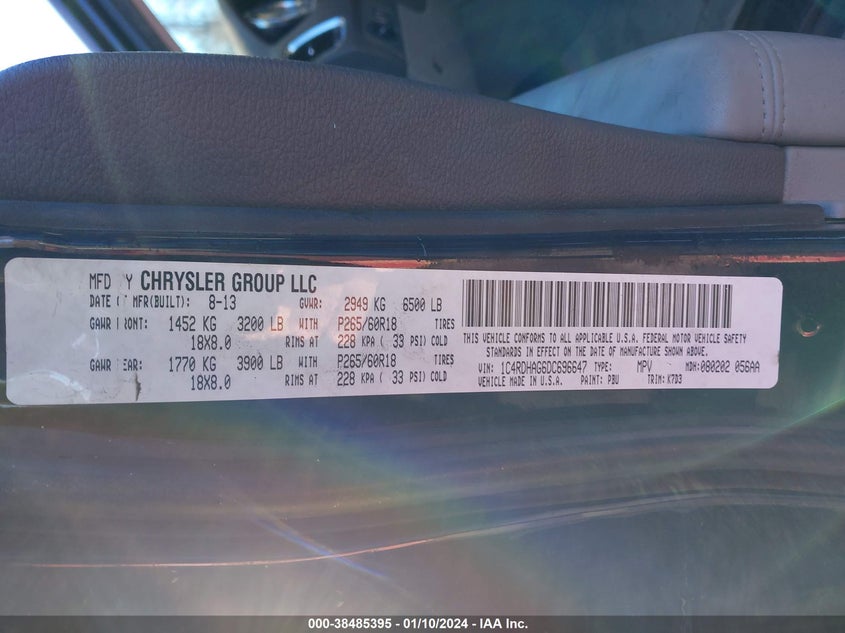 MFD Y CHRYSLER GROUP LLC
DATE MFR(BUILT): 8-13 GVWR: 2949 KG 6500 LB
GAWR RONT: 1452 KG 3200 LB WITH P265/60R18 TIRES
18X8.0 RIMS AT 228 KPA ( 33 PSI) COLD
GAWR EAR: 1770 KG 3900 LB WITH P265/60R18 TIRES
18X8.0 RIMS AT 228 KPA ( 33 PSI) COLD
THIS VEHICLE CONFORMS TO ALL APPLICABLE U.S.A. FEDERAL MOTOR VEHICLE SAFETY
STANDARDS IN EFFECT ON THE DATE OF MANUFACTURE SHOWN ABOVE.
VIN: 1C4RDHAG6DC696647 TYPE: MPV MDH: 080202 056AA
VEHICLE MADE IN U.S.A. PAINT: PBU TRIM: K7D3
000-38485395 - 01/10/2024 - IAA Inc.